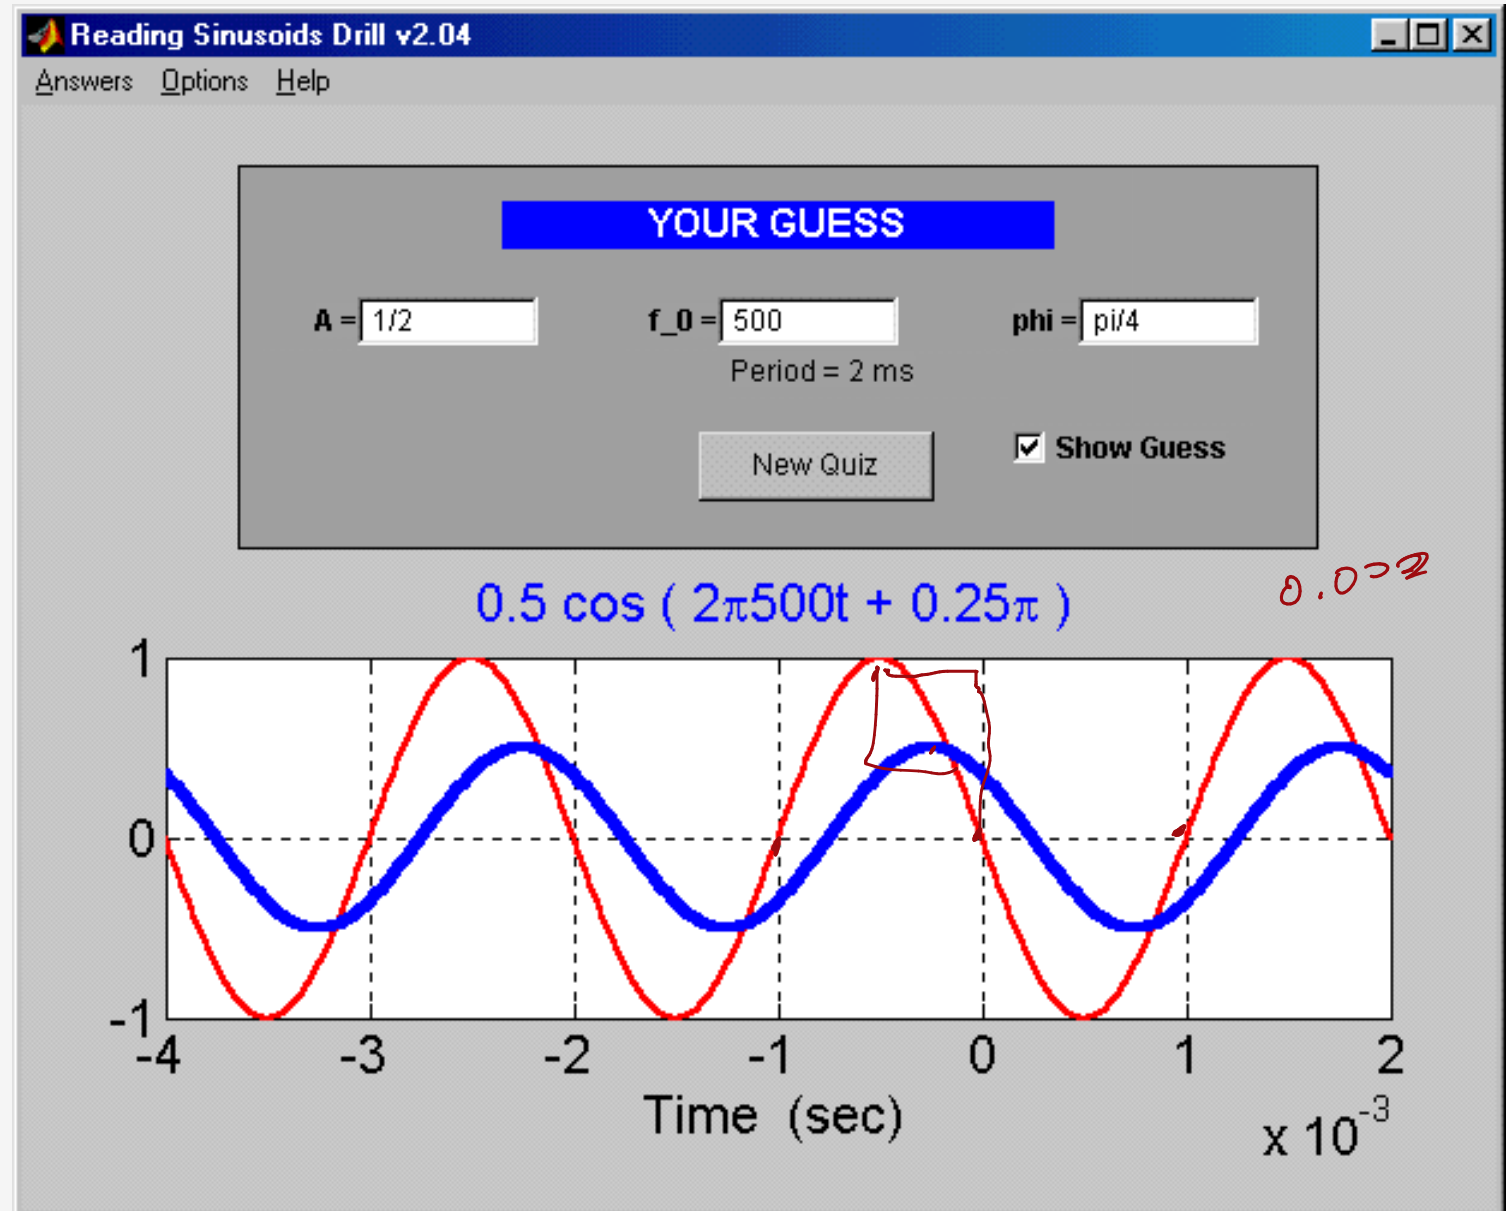 Reading Sinusoids Drill v2.04
Answers Options Help
YOUR GUESS
A = 1/2 f_0 = 500 phi = pi/4
Period = 2 ms
New Quiz Show Guess
0.5 cos ( 2π500t + 0.25π )
1
0
-1
-4 -3 -2 -1 0 1 2
Time (sec)
x 10^-3